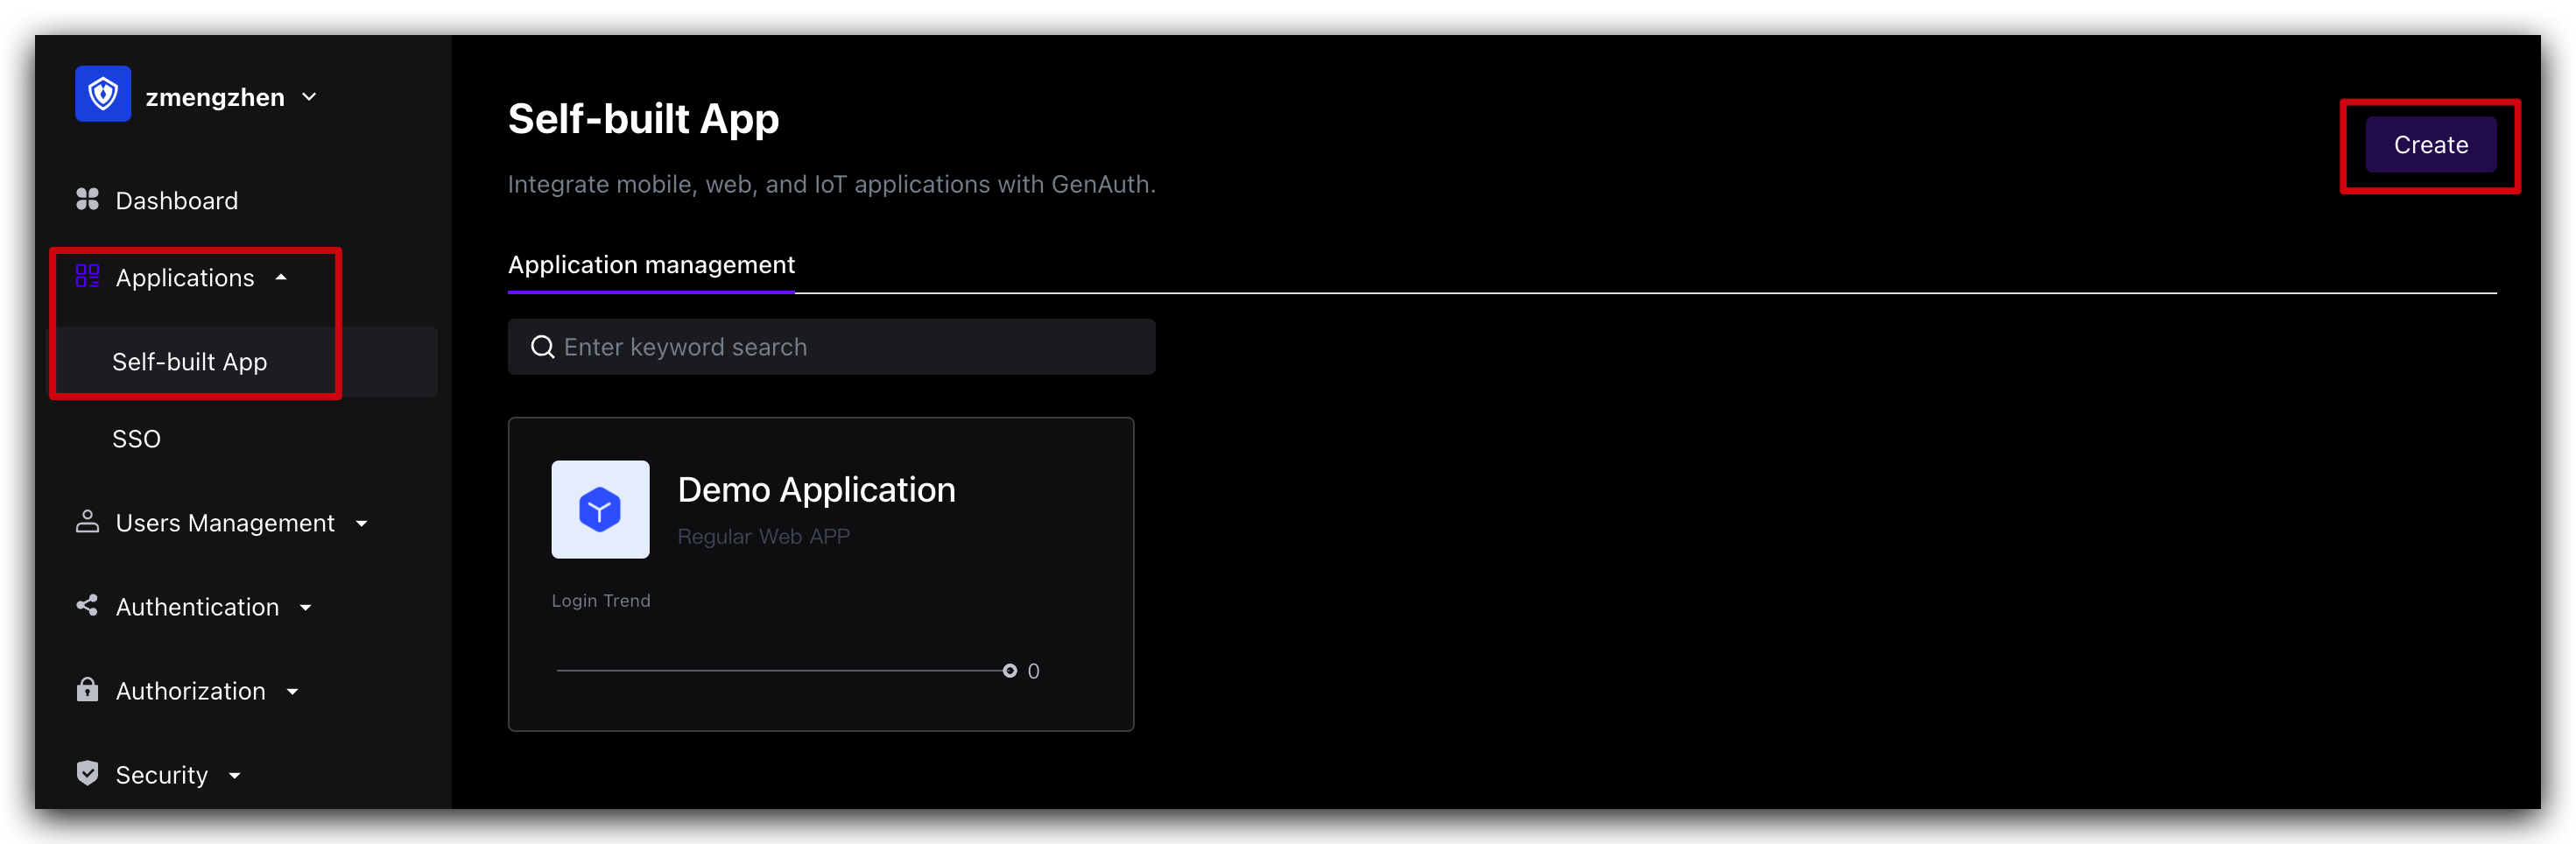 zmengzhen
Dashboard
Applications
Self-built App
SSO
Users Management
Authentication
Authorization
Security
Self-built App
Create
Integrate mobile, web, and IoT applications with GenAuth.
Application management
Enter keyword search
Demo Application
Regular Web APP
Login Trend
0